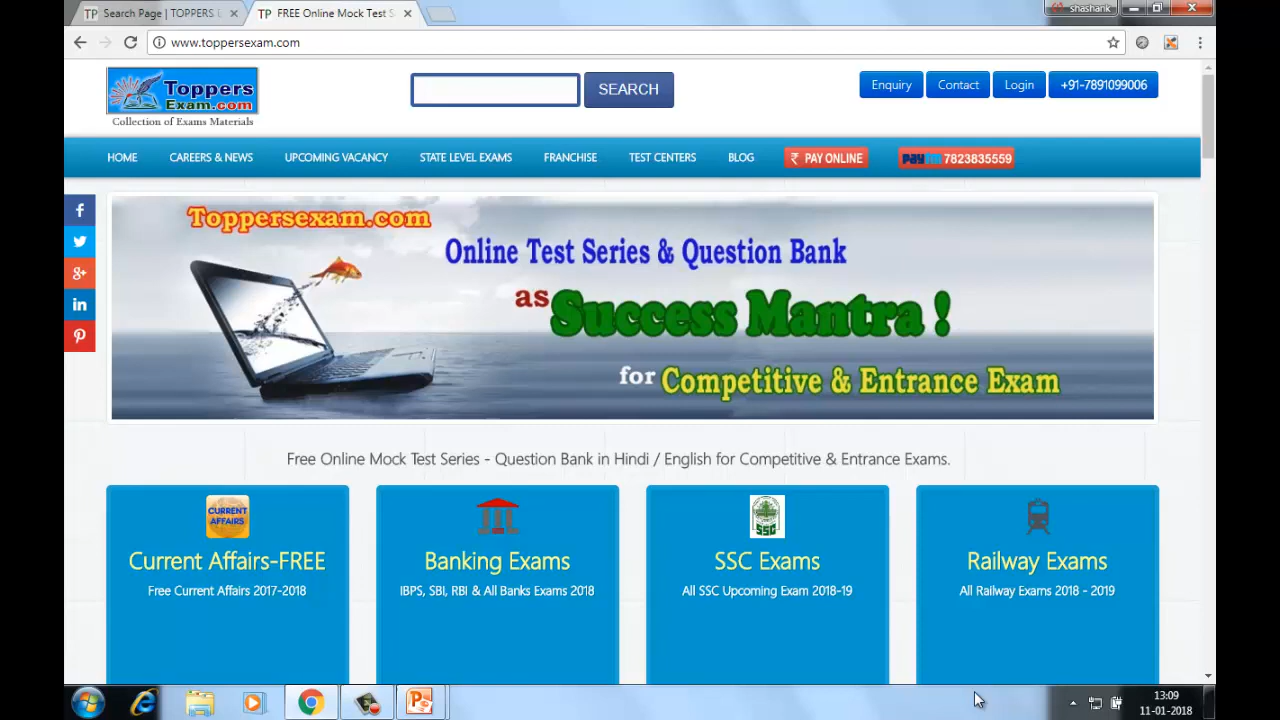 Search Page | TOPPERS
FREE Online Mock Test S
shashank
www.toppersexam.com
Toppers
Exam.com
Collection of Exams Materials
SEARCH
Enquiry
Contact
Login
+91-7891099006
HOME
CAREERS & NEWS
UPCOMING VACANCY
STATE LEVEL EXAMS
FRANCHISE
TEST CENTERS
BLOG
₹ PAY ONLINE
PAYTM 7823835559
Toppersexam.com
Online Test Series & Question Bank
as Success Mantra !
for Competitive & Entrance Exam
Free Online Mock Test Series - Question Bank in Hindi / English for Competitive & Entrance Exams.
CURRENT
AFFAIRS
Current Affairs-FREE
Free Current Affairs 2017-2018
Banking Exams
IBPS, SBI, RBI & All Banks Exams 2018
SSC
SSC Exams
All SSC Upcoming Exam 2018-19
Railway Exams
All Railway Exams 2018 - 2019
13:09
11-01-2018